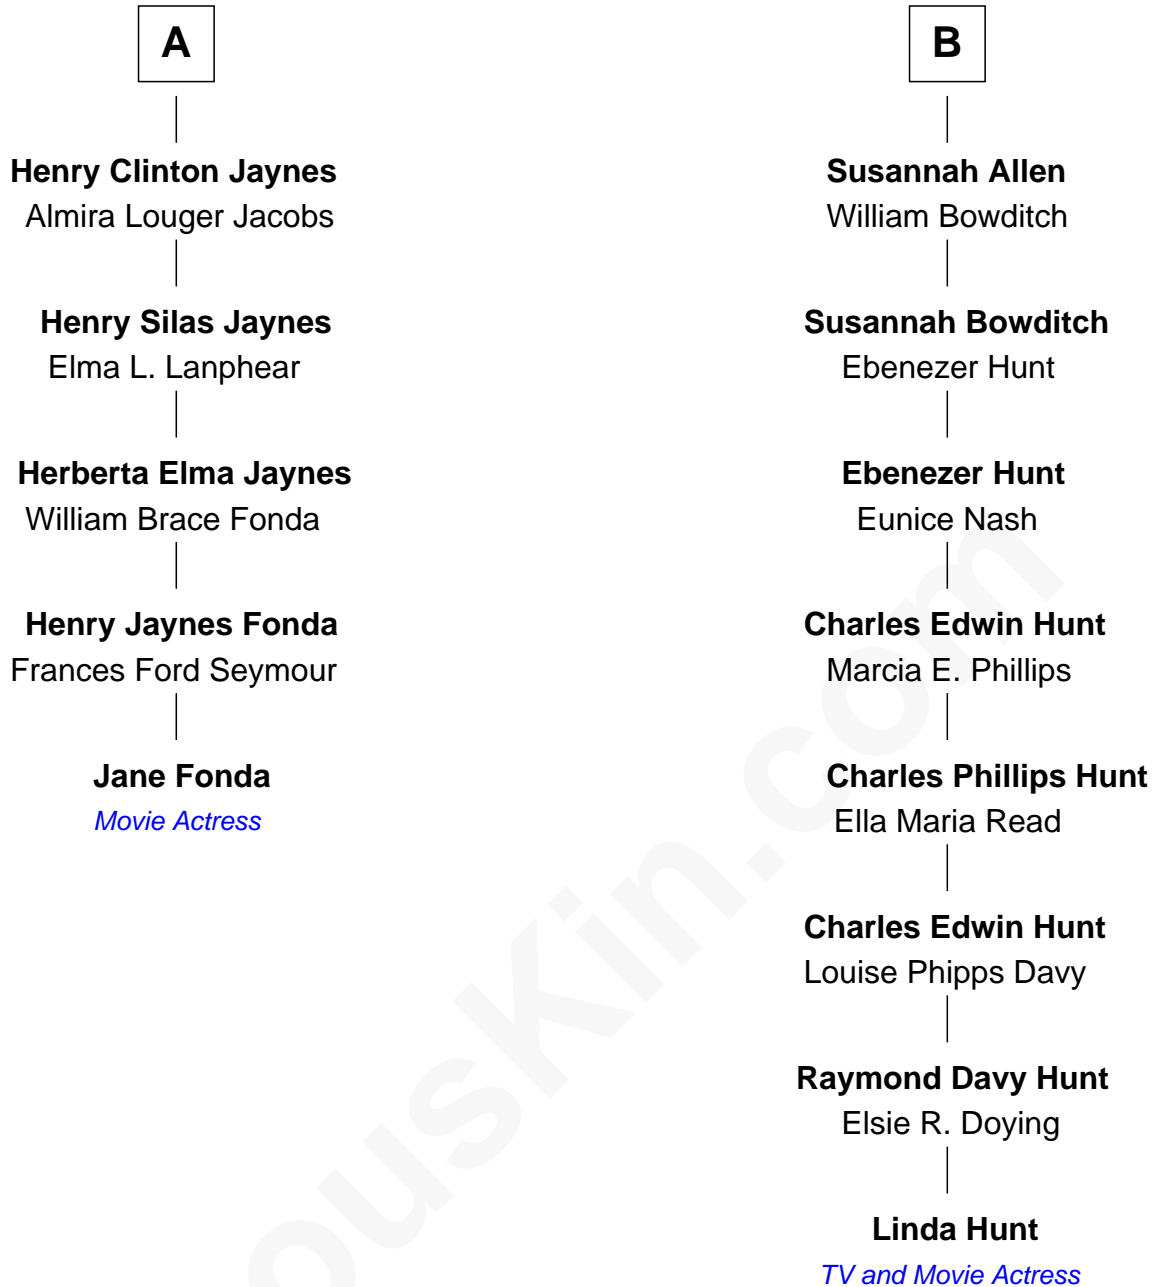 A
Henry Clinton Jaynes
Almira Louger Jacobs
Henry Silas Jaynes
Elma L. Lanphear
Herberta Elma Jaynes
William Brace Fonda
Henry Jaynes Fonda
Frances Ford Seymour
Jane Fonda
Movie Actress
B
Susannah Allen
William Bowditch
Susannah Bowditch
Ebenezer Hunt
Ebenezer Hunt
Eunice Nash
Charles Edwin Hunt
Marcia E. Phillips
Charles Phillips Hunt
Ella Maria Read
Charles Edwin Hunt
Louise Phipps Davy
Raymond Davy Hunt
Elsie R. Doying
Linda Hunt
TV and Movie Actress
ousKin.com